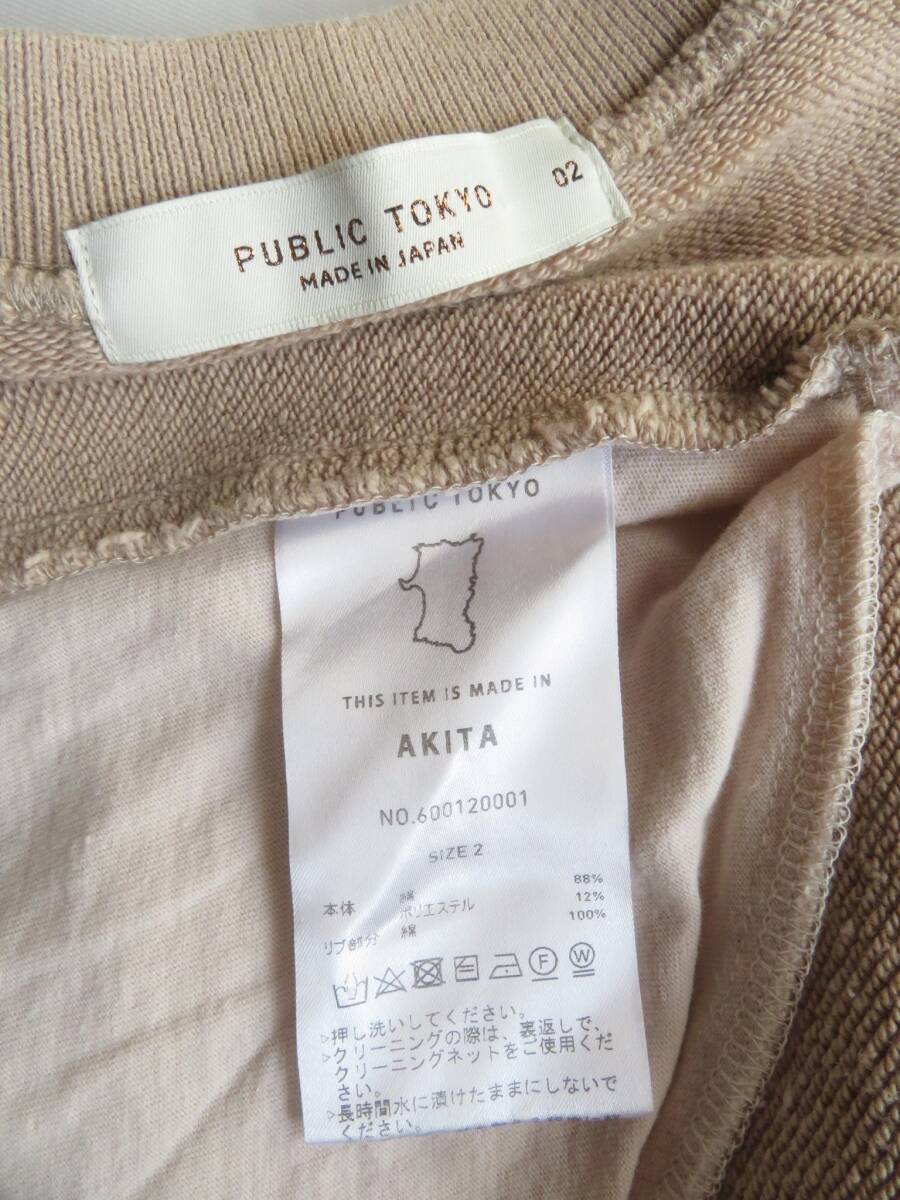 PUBLIC TOKYO 02
MADE IN JAPAN
PUBLIC TOKYO
THIS ITEM IS MADE IN
AKITA
NO.600120001
SIZE 2
本体 綿 88%
ポリエステル 12%
リブ部分 綿 100%
F W
▷押し洗いしてください。
▷クリーニングの際は、裏返しで、
クリーニングネットをご使用くだ
さい。
▷長時間水に漬けたままにしないで
ください。